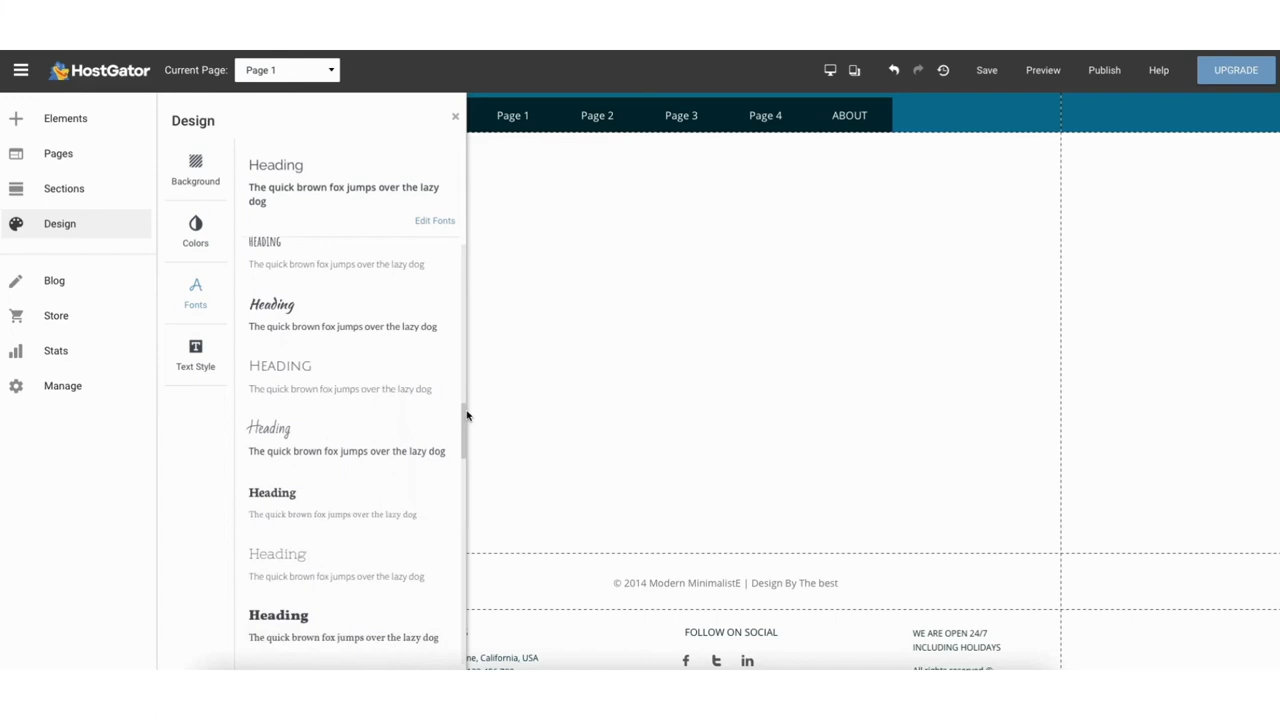 HostGator
Current Page:
Page 1
Save
Preview
Publish
Help
UPGRADE
Elements
Pages
Sections
Design
Blog
Store
Stats
Manage
Design
Background
Colors
Fonts
Text Style
Heading
The quick brown fox jumps over the lazy
dog
Edit Fonts
HEADING
The quick brown fox jumps over the lazy dog
Heading
The quick brown fox jumps over the lazy dog
HEADING
The quick brown fox jumps over the lazy dog
Heading
The quick brown fox jumps over the lazy dog
Heading
The quick brown fox jumps over the lazy dog
Heading
The quick brown fox jumps over the lazy dog
Heading
The quick brown fox jumps over the lazy dog
Page 1
Page 2
Page 3
Page 4
ABOUT
© 2014 Modern MinimalistE | Design By The best
FOLLOW ON SOCIAL
WE ARE OPEN 24/7
INCLUDING HOLIDAYS
me, California, USA
All rights reserved ©